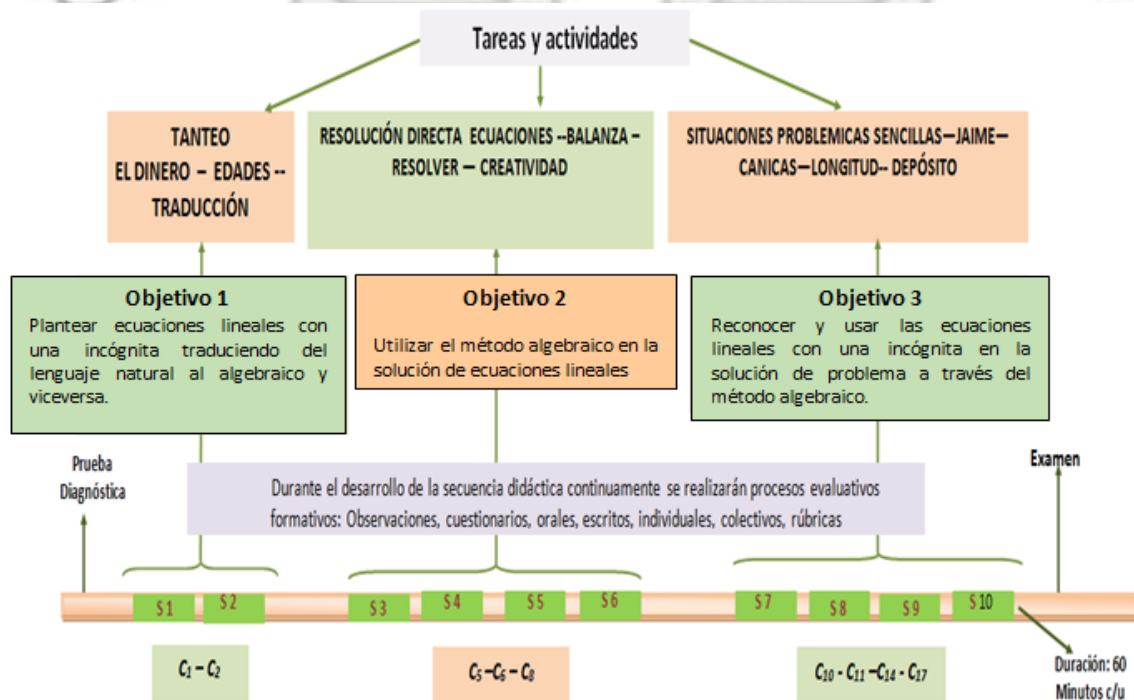 Tareas y actividades
TANTEO
EL DINERO – EDADES --
TRADUCCIÓN
RESOLUCIÓN DIRECTA ECUACIONES --BALANZA –
RESOLVER – CREATIVIDAD
SITUACIONES PROBLEMICAS SENCILLAS—JAIME—
CANICAS—LONGITUD-- DEPÓSITO
Objetivo 1
Plantear ecuaciones lineales con
una incógnita traduciendo del
lenguaje natural al algebraico y
viceversa.
Objetivo 2
Utilizar el método algebraico en la
solución de ecuaciones lineales
Objetivo 3
Reconocer y usar las ecuaciones
lineales con una incógnita en la
solución de problema a través del
método algebraico.
Prueba
Diagnóstica
Durante el desarrollo de la secuencia didáctica continuamente se realizarán procesos evaluativos
formativos: Observaciones, cuestionarios, orales, escritos, individuales, colectivos, rúbricas
Examen
S1 S2 S3 S4 S5 S6 S7 S8 S9 S10
C₁ – C₂
C₅ –C₆ – C₈
C₁₀ - C₁₁ –C₁₄ - C₁₇
Duración: 60
Minutos c/u